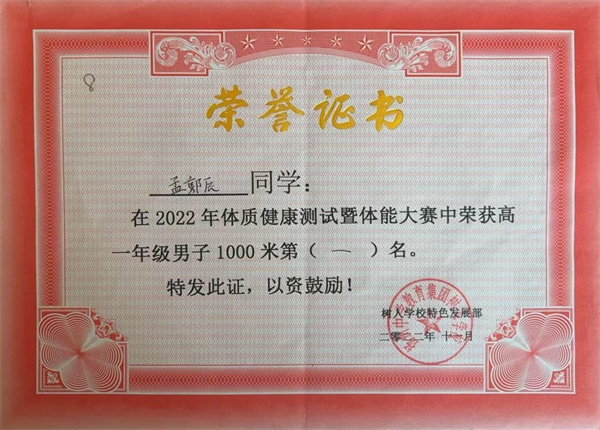 8
荣誉证书
孟郭辰 同学：
在2022年体质健康测试暨体能大赛中荣获高
一年级男子1000米第（一）名。
特发此证，以资鼓励！
树人学校特色发展部
二〇二二年十一月